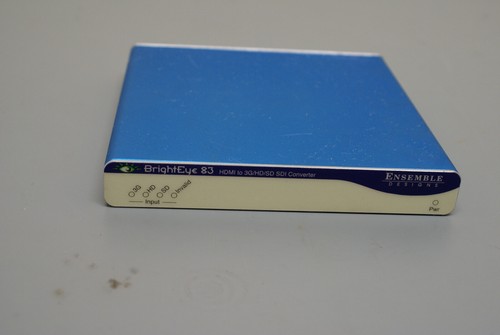 BrightEye 83 HDMI to 3G/HD/SD SDI Converter
ENSEMBLE
DESIGNS
3G HD SD Invalid
Input
Pwr